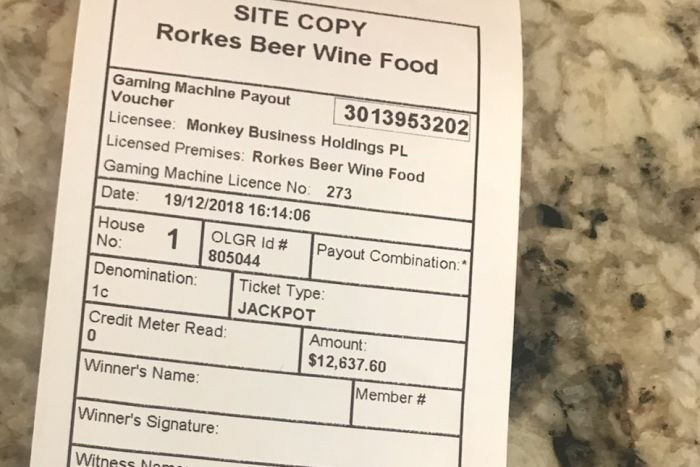 SITE COPY
Rorkes Beer Wine Food
Gaming Machine Payout
Voucher
3013953202
Licensee: Monkey Business Holdings PL
Licensed Premises: Rorkes Beer Wine Food
Gaming Machine Licence No: 273
Date: 19/12/2018 16:14:06
House
No: 1
OLGR Id #
805044
Payout Combination:*
Denomination:
1c
Ticket Type:
JACKPOT
Credit Meter Read:
0
Amount:
$12,637.60
Winner's Name:
Member #
Winner's Signature:
Witness